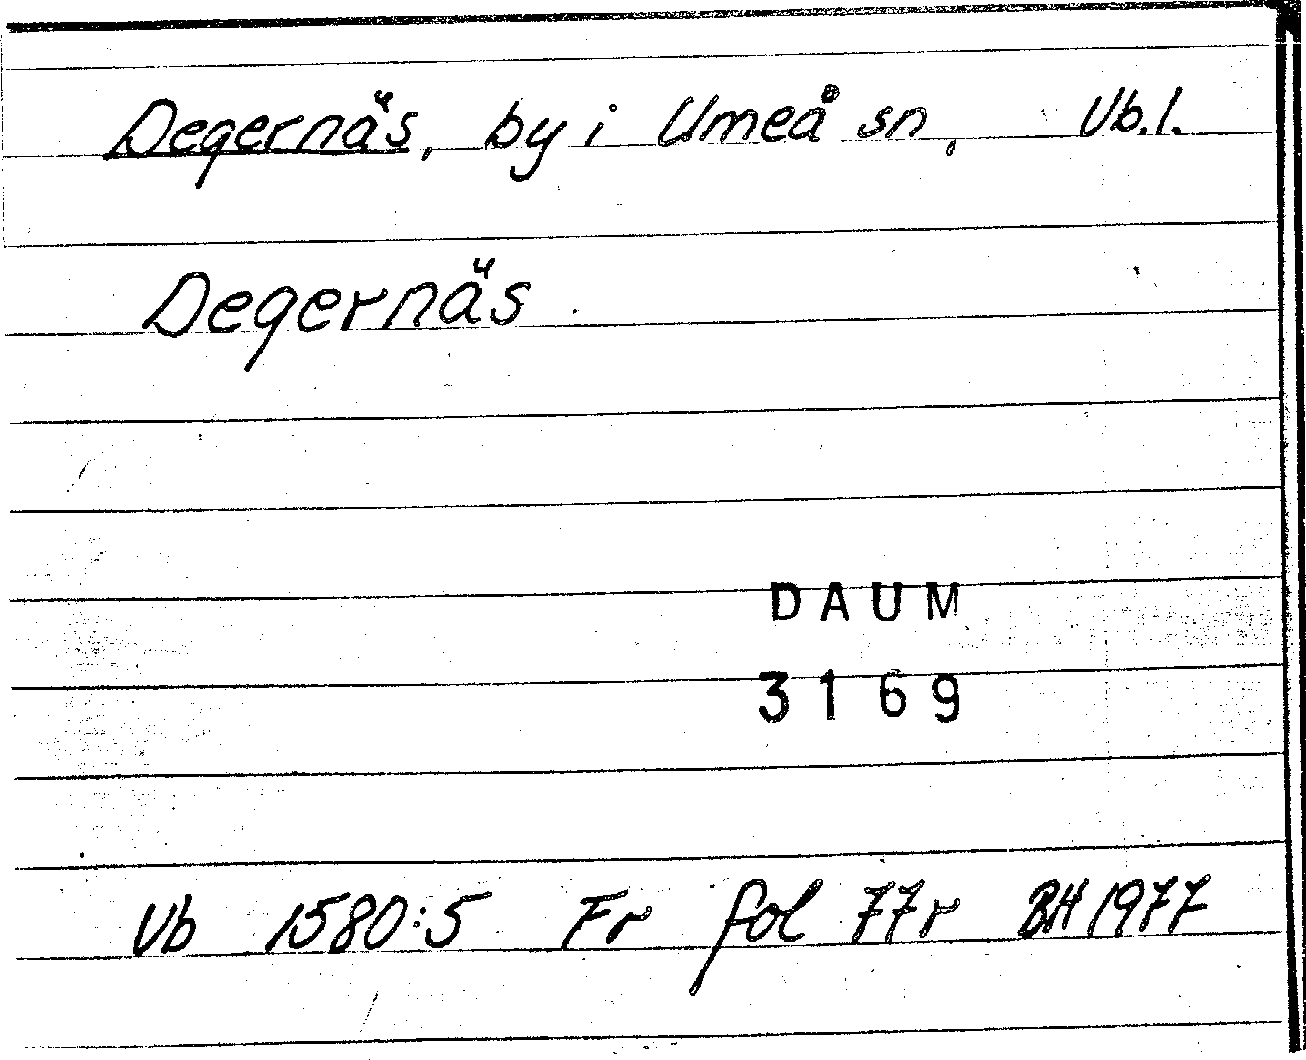 Degernäs, by i Umeå sn, Vb.l.
Degernäs
DAUM
3169
Vb 1580:5 Fr fol 77r BH 1977